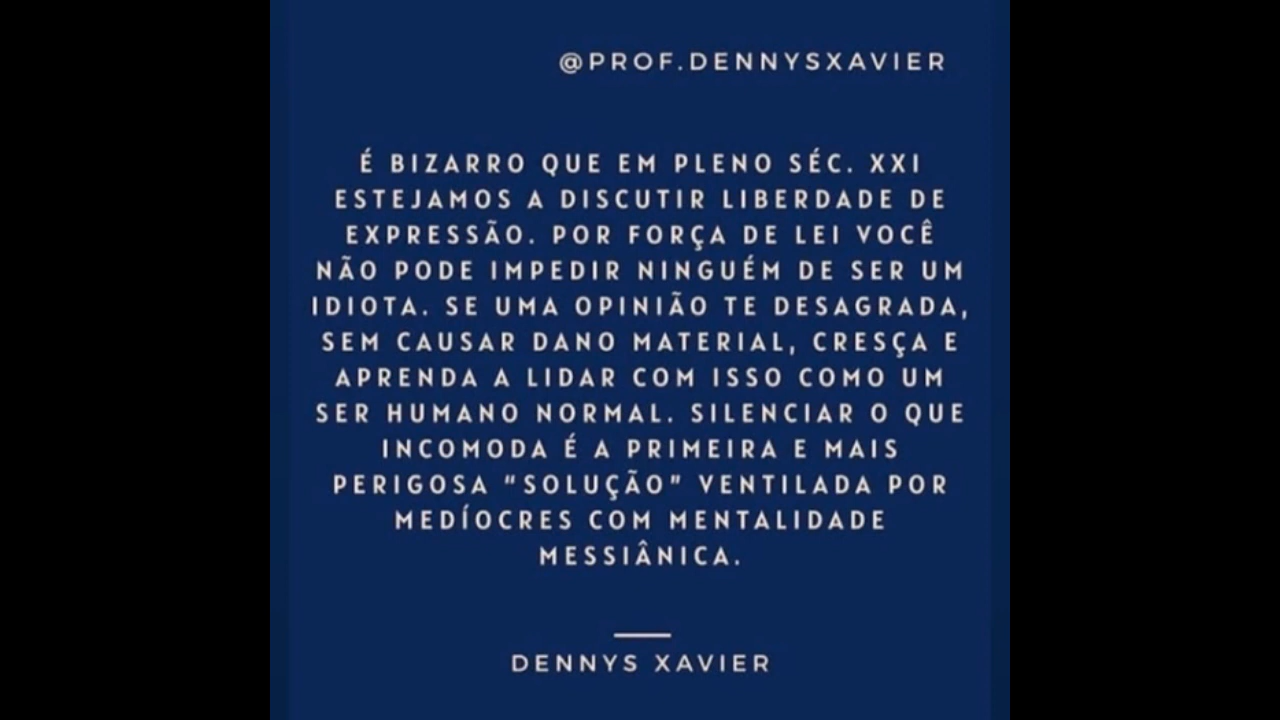 @PROF.DENNYSXAVIER
É BIZARRO QUE EM PLENO SÉC. XXI
ESTEJAMOS A DISCUTIR LIBERDADE DE
EXPRESSÃO. POR FORÇA DE LEI VOCÊ
NÃO PODE IMPEDIR NINGUÉM DE SER UM
IDIOTA. SE UMA OPINIÃO TE DESAGRADA,
SEM CAUSAR DANO MATERIAL, CRESÇA E
APRENDA A LIDAR COM ISSO COMO UM
SER HUMANO NORMAL. SILENCIAR O QUE
INCOMODA É A PRIMEIRA E MAIS
PERIGOSA "SOLUÇÃO" VENTILADA POR
MEDÍOCRES COM MENTALIDADE
MESSIÂNICA.
DENNYS XAVIER